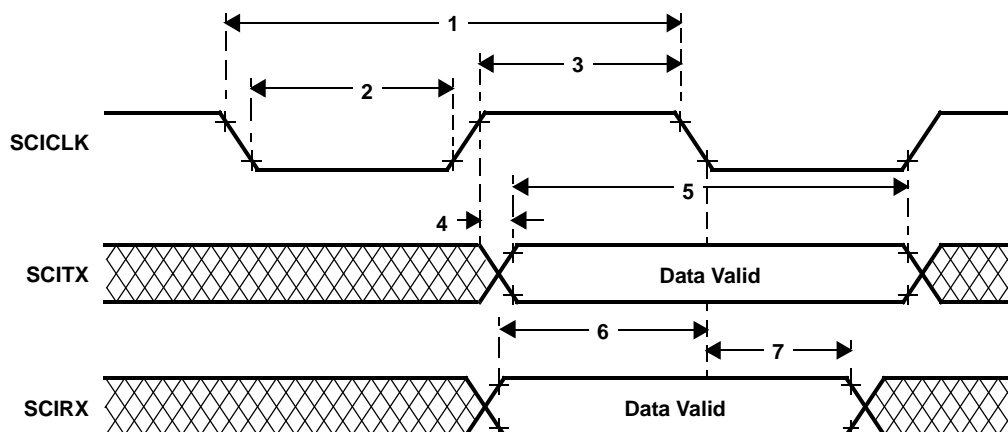 1
3
2
SCICLK
5
4
SCITX Data Valid
6
7
SCIRX Data Valid